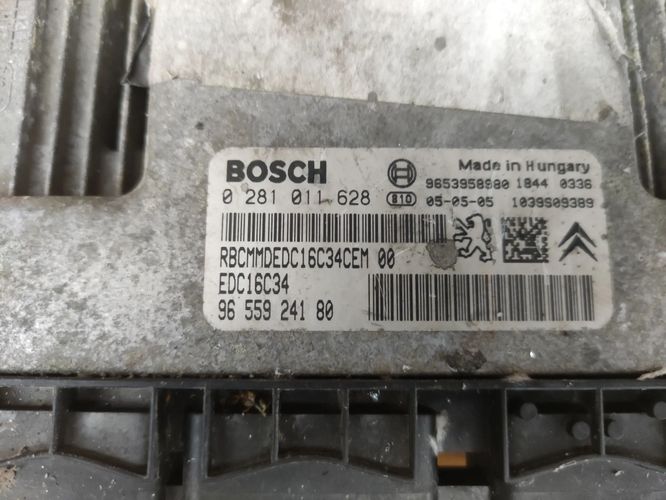 BOSCH
Made in Hungary
9653958980 1844 0336
0 281 011 628 810 05-05-05 1039S09389
RBCMMDEDC16C34CEM 00
EDC16C34
96 559 241 80